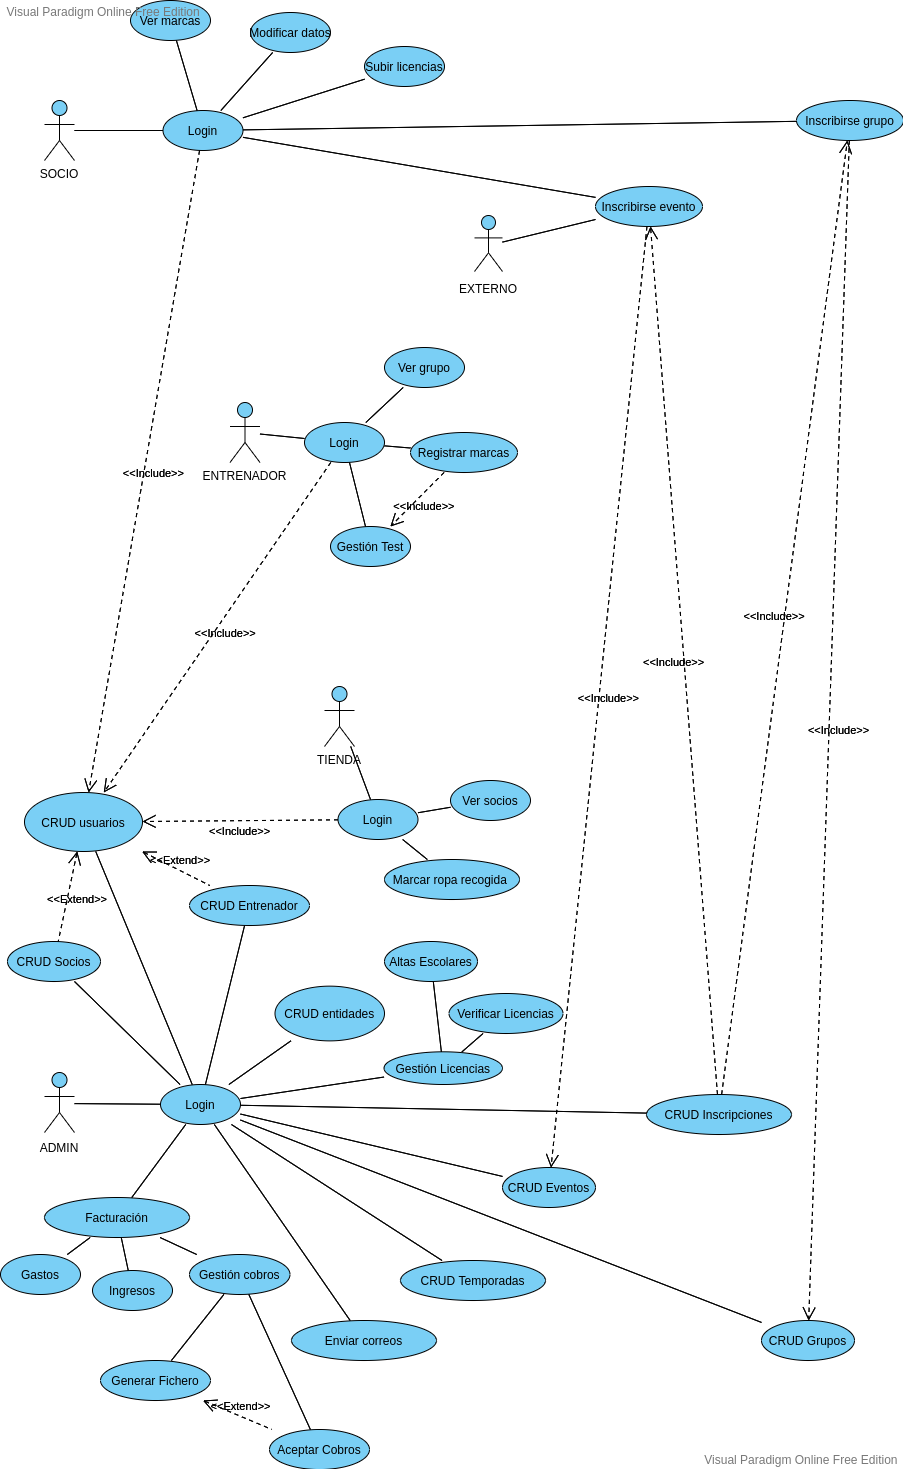 Visual Paradigm Online Free Edition
Ver marcas
Modificar datos
Subir licencias
SOCIO
Login
Inscribirse grupo
Inscribirse evento
EXTERNO
Ver grupo
ENTRENADOR
Login
Registrar marcas
<<Include>>
<<Include>>
Gestión Test
<<Include>>
<<Include>>
<<Include>>
<<Include>>
<<Include>>
TIENDA
Ver socios
CRUD usuarios
Login
<<Include>>
<<Extend>>
Marcar ropa recogida
<<Extend>>
CRUD Entrenador
CRUD Socios
Altas Escolares
CRUD entidades
Verificar Licencias
Gestión Licencias
ADMIN
Login
CRUD Inscripciones
CRUD Eventos
Facturación
Gastos
Ingresos
Gestión cobros
CRUD Temporadas
Enviar correos
CRUD Grupos
Generar Fichero
<<Extend>>
Aceptar Cobros
Visual Paradigm Online Free Edition